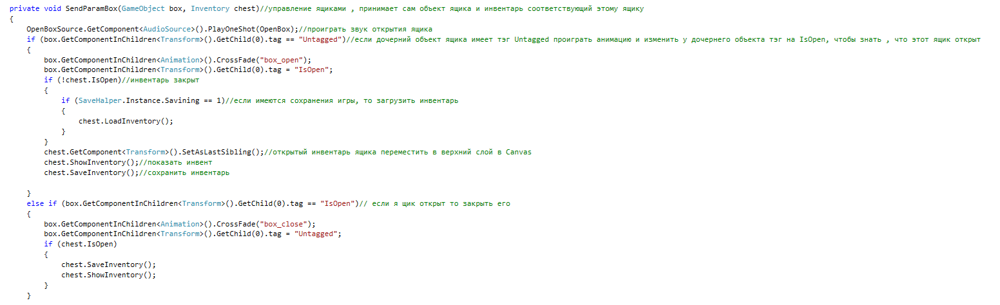 private void SendParamBox(GameObject box, Inventory chest)//управление ящиками , принимает сам объект ящика и инвентарь соответствующий этому ящику
{
OpenBoxSource.GetComponent<AudioSource>().PlayOneShot(OpenBox);//проиграть звук открытия ящика
if (box.GetComponentInChildren<Transform>().GetChild(0).tag == "Untagged")//если дочерний объект ящика имеет тэг Untagged проиграть анимацию и изменить у дочернего объекта тэг на IsOpen, чтобы знать , что этот ящик открыт
{
box.GetComponentInChildren<Animation>().CrossFade("box_open");
box.GetComponentInChildren<Transform>().GetChild(0).tag = "IsOpen";
if (!chest.IsOpen)//инвентарь закрыт
{
if (SaveHalper.Instance.Savining == 1)//если имеются сохранения игры, то загрузить инвентарь
{
chest.LoadInventory();
}
}
chest.GetComponent<Transform>().SetAsLastSibling();//открытый инвентарь ящика переместить в верхний слой в Canvas
chest.ShowInventory();//показать инвент
chest.SaveInventory();//сохранить инвентарь
}
else if (box.GetComponentInChildren<Transform>().GetChild(0).tag == "IsOpen")// если я щик открыт то закрыть его
{
box.GetComponentInChildren<Animation>().CrossFade("box_close");
box.GetComponentInChildren<Transform>().GetChild(0).tag = "Untagged";
if (chest.IsOpen)
{
chest.SaveInventory();
chest.ShowInventory();
}
}